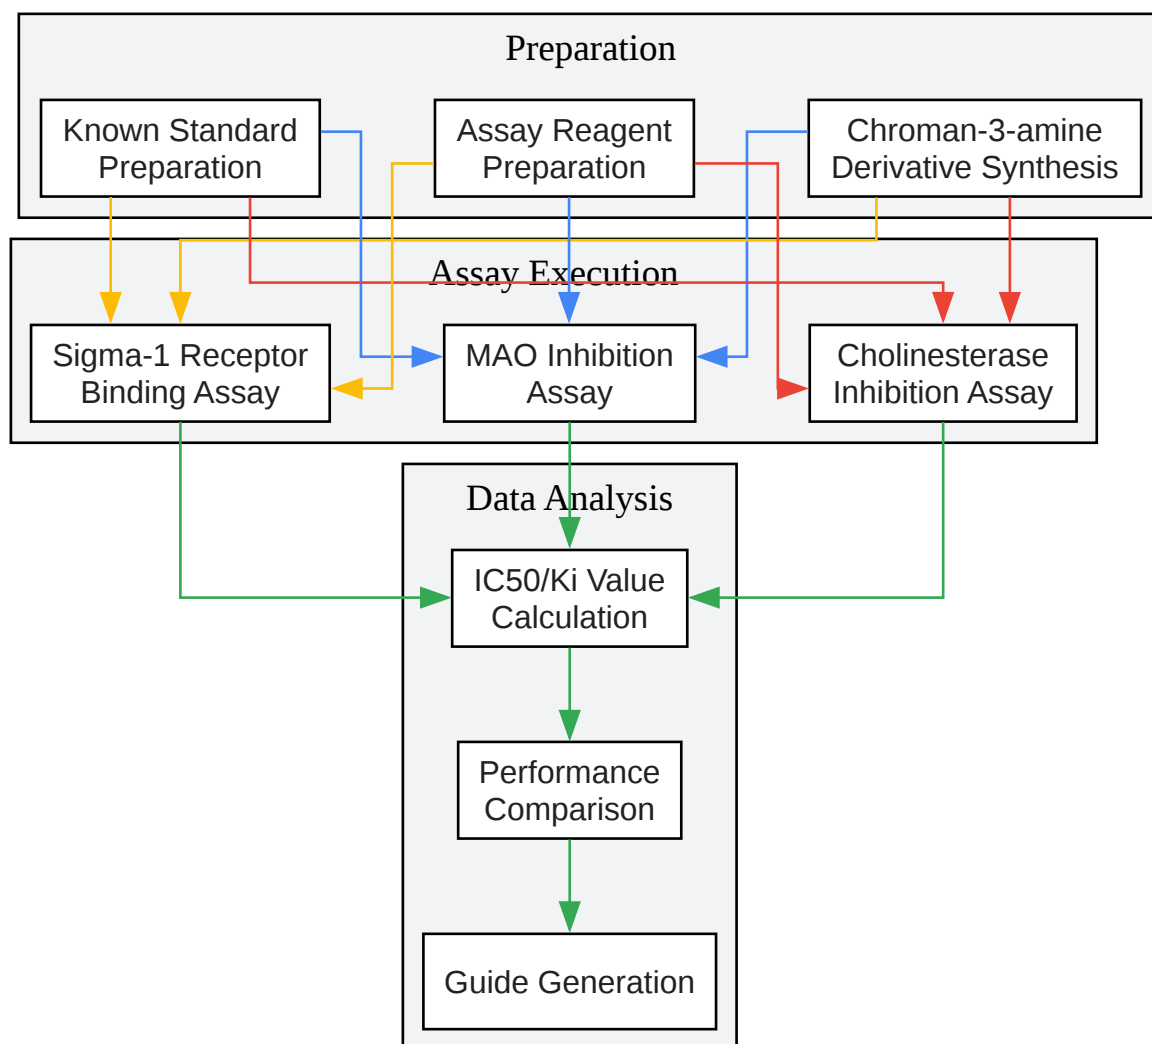 Preparation
Known Standard
Preparation
Assay Reagent
Preparation
Chroman-3-amine
Derivative Synthesis
Assay Execution
Sigma-1 Receptor
Binding Assay
MAO Inhibition
Assay
Cholinesterase
Inhibition Assay
Data Analysis
IC50/Ki Value
Calculation
Performance
Comparison
Guide Generation